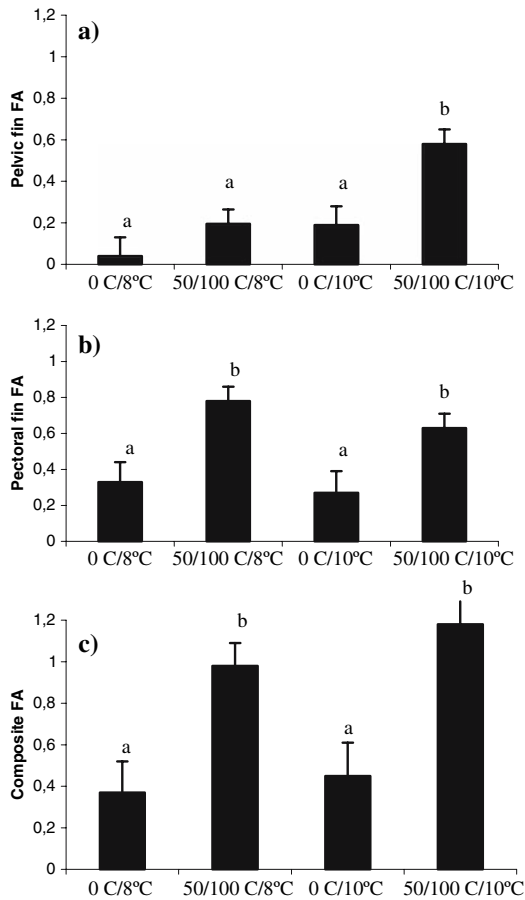 a)
Pelvic fin FA
1,2
1
0,8
0,6
0,4
0,2
0
a
a
a
b
0 C/8ºC 50/100 C/8ºC 0 C/10ºC 50/100 C/10ºC
b)
Pectoral fin FA
1,2
1
0,8
0,6
0,4
0,2
0
a
b
a
b
0 C/8ºC 50/100 C/8ºC 0 C/10ºC 50/100 C/10ºC
c)
Composite FA
1,2
1
0,8
0,6
0,4
0,2
0
a
b
a
b
0 C/8ºC 50/100 C/8ºC 0 C/10ºC 50/100 C/10ºC